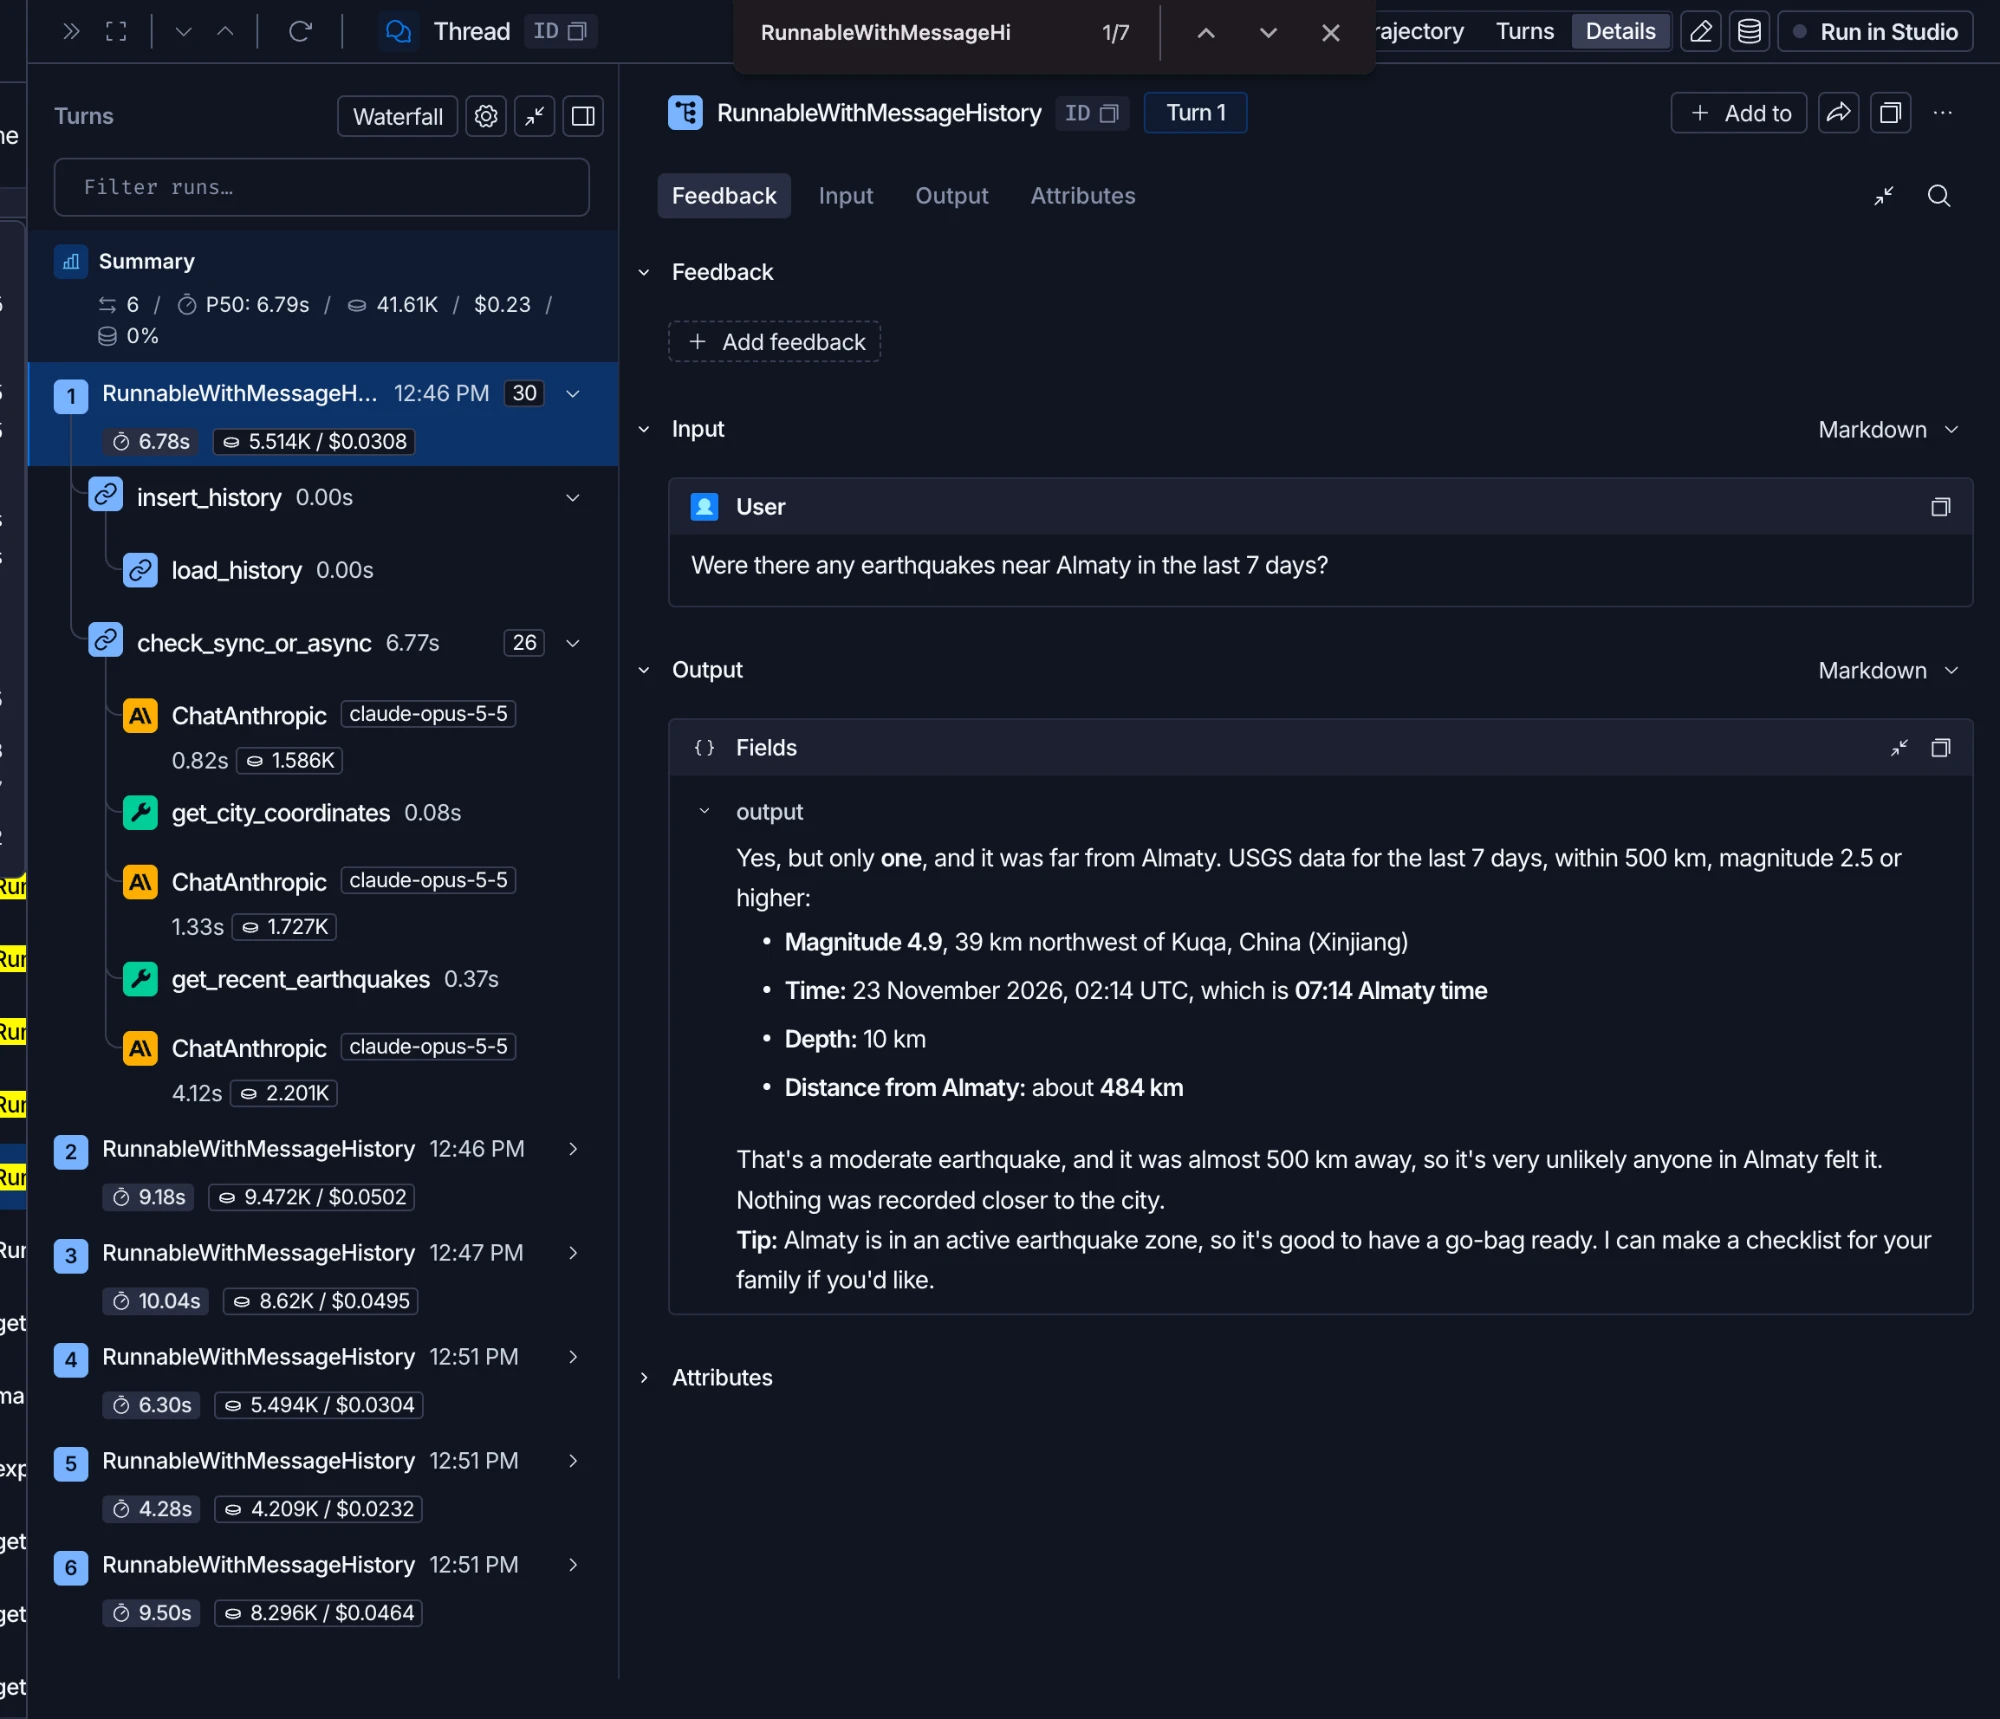 Thread ID
RunnableWithMessageHi 1/7
rajectory Turns Details Run in Studio
Turns Waterfall
Filter runs…
Summary
6 / P50: 6.79s / 41.61K / $0.23 /
0%
1 RunnableWithMessageH... 12:46 PM 30
6.78s 5.514K / $0.0308
insert_history 0.00s
load_history 0.00s
check_sync_or_async 6.77s 26
ChatAnthropic claude-opus-5-5
0.82s 1.586K
get_city_coordinates 0.08s
ChatAnthropic claude-opus-5-5
1.33s 1.727K
get_recent_earthquakes 0.37s
ChatAnthropic claude-opus-5-5
4.12s 2.201K
2 RunnableWithMessageHistory 12:46 PM
9.18s 9.472K / $0.0502
3 RunnableWithMessageHistory 12:47 PM
10.04s 8.62K / $0.0495
4 RunnableWithMessageHistory 12:51 PM
6.30s 5.494K / $0.0304
5 RunnableWithMessageHistory 12:51 PM
4.28s 4.209K / $0.0232
6 RunnableWithMessageHistory 12:51 PM
9.50s 8.296K / $0.0464
RunnableWithMessageHistory ID Turn 1
+ Add to
Feedback Input Output Attributes
Feedback
+ Add feedback
Input Markdown
User
Were there any earthquakes near Almaty in the last 7 days?
Output Markdown
{} Fields
output
Yes, but only one, and it was far from Almaty. USGS data for the last 7 days, within 500 km, magnitude 2.5 or
higher:
• Magnitude 4.9, 39 km northwest of Kuqa, China (Xinjiang)
• Time: 23 November 2026, 02:14 UTC, which is 07:14 Almaty time
• Depth: 10 km
• Distance from Almaty: about 484 km
That's a moderate earthquake, and it was almost 500 km away, so it's very unlikely anyone in Almaty felt it.
Nothing was recorded closer to the city.
Tip: Almaty is in an active earthquake zone, so it's good to have a go-bag ready. I can make a checklist for your
family if you'd like.
Attributes